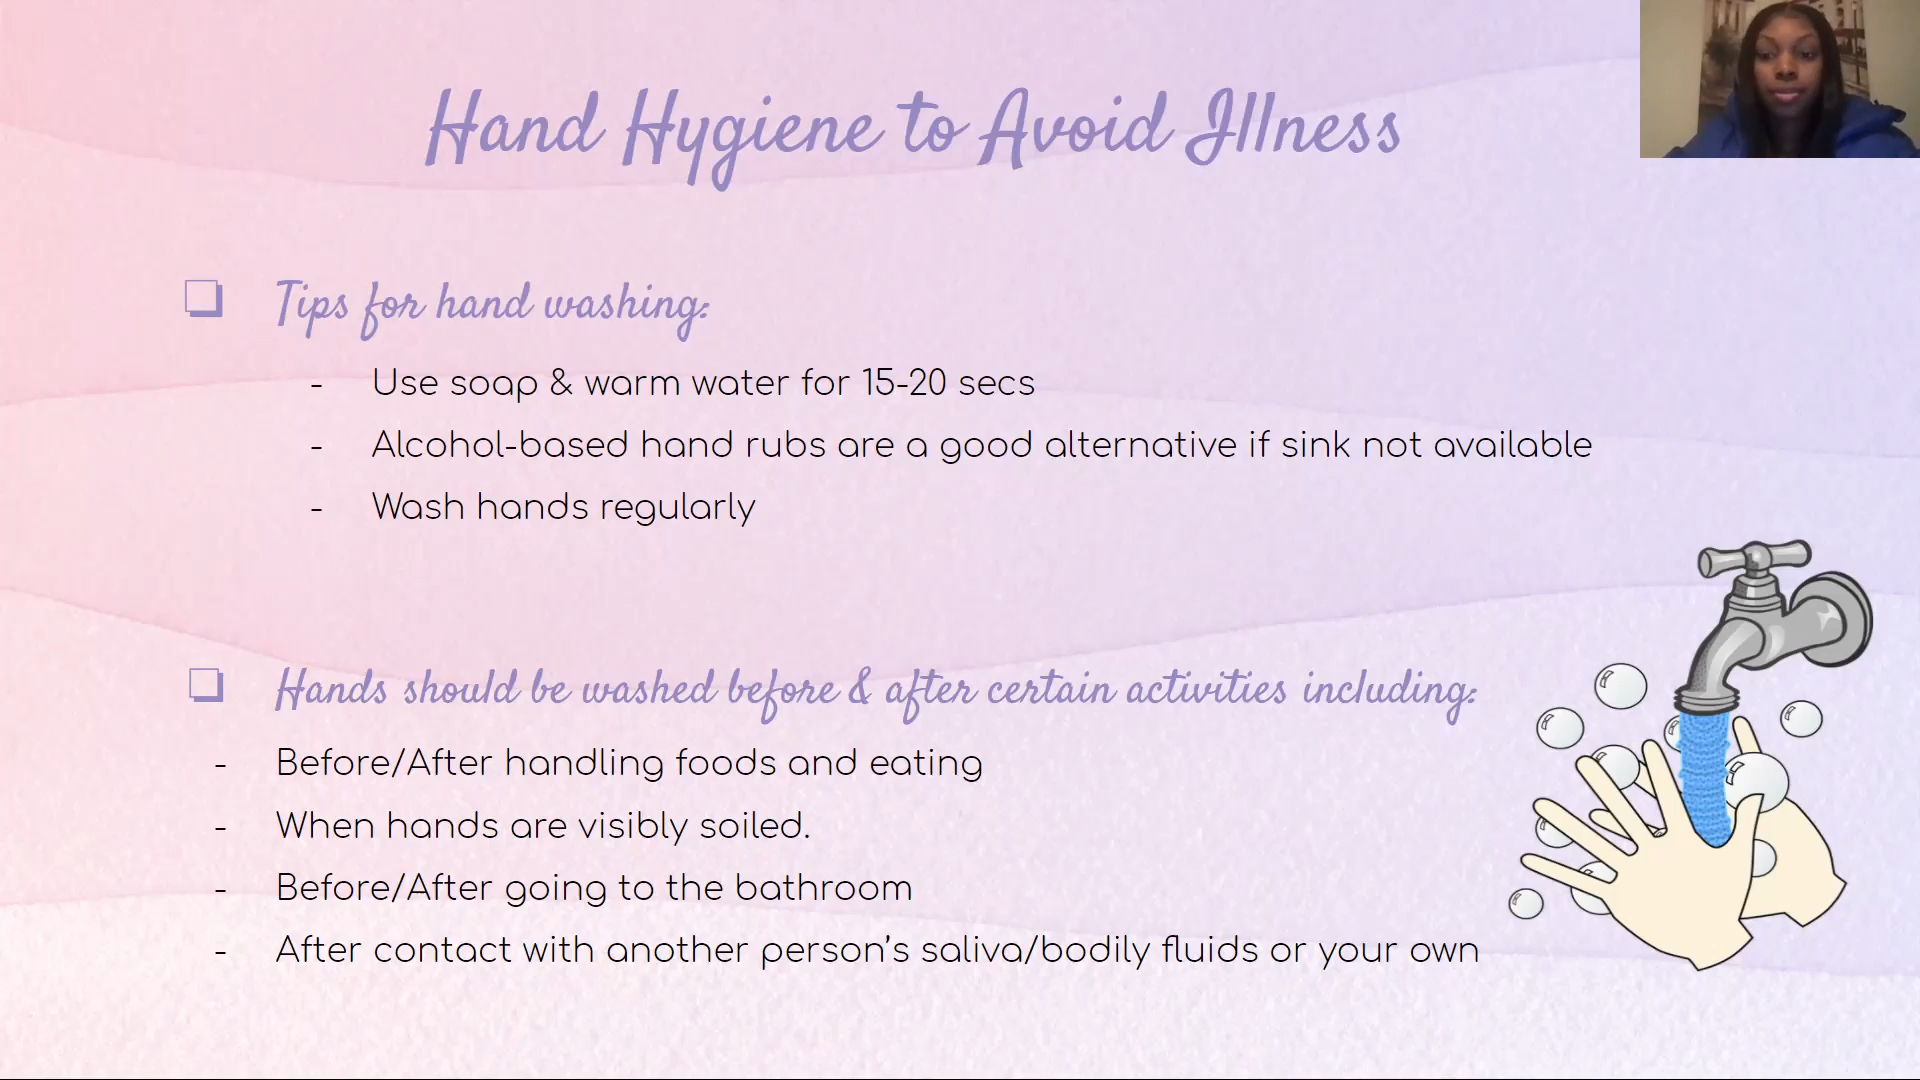 Hand Hygiene to Avoid Illness
❏ Tips for hand washing:
- Use soap & warm water for 15-20 secs
- Alcohol-based hand rubs are a good alternative if sink not available
- Wash hands regularly
❏ Hands should be washed before & after certain activities including:
- Before/After handling foods and eating
- When hands are visibly soiled.
- Before/After going to the bathroom
- After contact with another person’s saliva/bodily fluids or your own